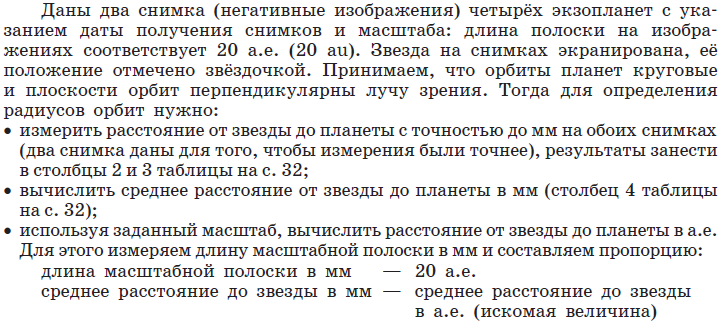 Даны два снимка (негативные изображения) четырёх экзопланет с ука-
занием даты получения снимков и масштаба: длина полоски на изобра-
жениях соответствует 20 а.е. (20 au). Звезда на снимках экранирована, её
положение отмечено звёздочкой. Принимаем, что орбиты планет круговые
и плоскости орбит перпендикулярны лучу зрения. Тогда для определения
радиусов орбит нужно:
• измерить расстояние от звезды до планеты с точностью до мм на обоих снимках
(два снимка даны для того, чтобы измерения были точнее), результаты занести
в столбцы 2 и 3 таблицы на с. 32;
• вычислить среднее расстояние от звезды до планеты в мм (столбец 4 таблицы
на с. 32);
• используя заданный масштаб, вычислить расстояние от звезды до планеты в а.е.
Для этого измеряем длину масштабной полоски в мм и составляем пропорцию:
длина масштабной полоски в мм — 20 а.е.
среднее расстояние до звезды в мм — среднее расстояние до звезды
в а.е. (искомая величина)